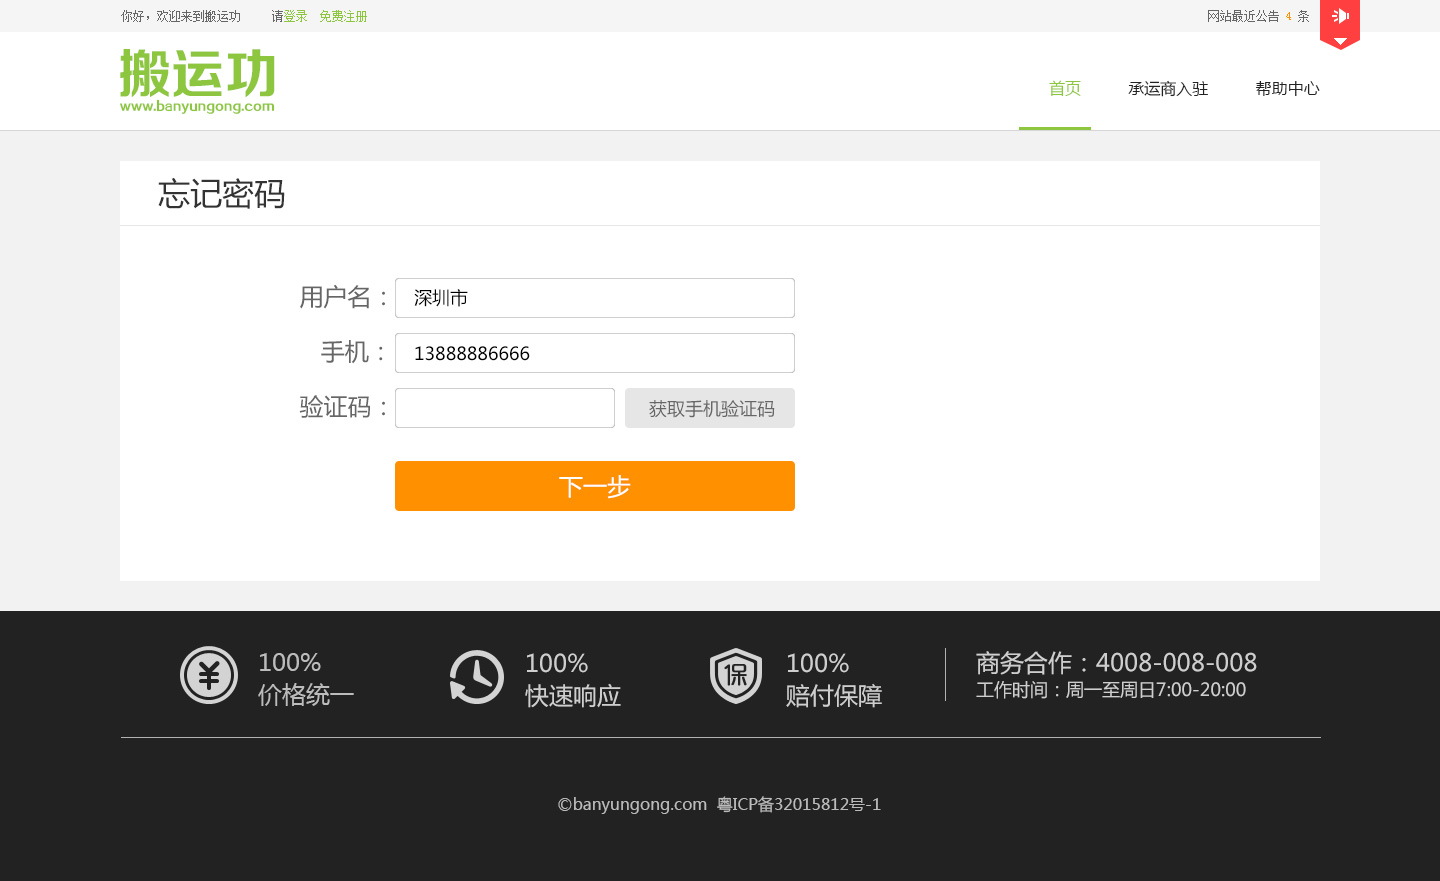 你好，欢迎来到搬运功 请登录 免费注册 网站最近公告 4 条
搬运功
www.banyungong.com
首页 承运商入驻 帮助中心
忘记密码
用户名： 深圳市
手机： 13888886666
验证码： 获取手机验证码
下一步
100%
价格统一
100%
快速响应
保
100%
赔付保障
商务合作：4008-008-008
工作时间：周一至周日7:00-20:00
©banyungong.com 粤ICP备32015812号-1